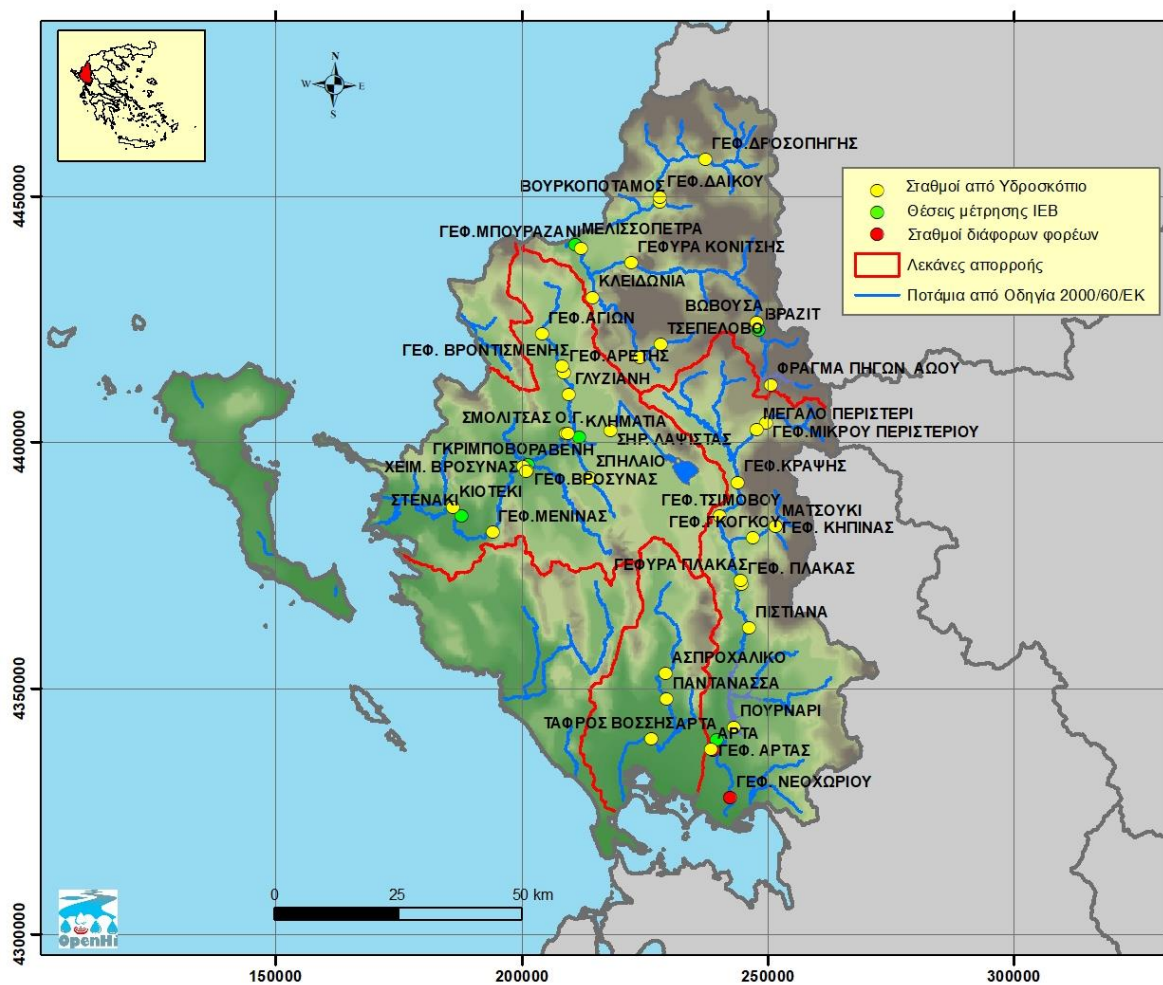 N
W E
S
ΓΕΦ.ΔΡΟΣΟΠΗΓΗΣ
ΒΟΥΡΚΟΠΟΤΑΜΟΣ
ΓΕΦ.ΔΑΙΚΟΥ
Σταθμοί από Υδροσκόπιο
Θέσεις μέτρησης ΙΕΒ
Σταθμοί διάφορων φορέων
Λεκάνες απορροής
Ποτάμια από Οδηγία 2000/60/ΕΚ
ΓΕΦ.ΜΠΟΥΡΑΖΑΝΙ
ΜΕΛΙΣΣΟΠΕΤΡΑ
ΓΕΦΥΡΑ ΚΟΝΙΤΣΗΣ
ΚΛΕΙΔΩΝΙΑ
ΒΩΒΟΥΣΑ
ΒΡΑΖΙΤ
ΓΕΦ.ΑΓΙΩΝ
ΤΣΕΠΕΛΟΒΟ
ΓΕΦ. ΒΡΟΝΤΙΣΜΕΝΗΣ
ΓΕΦ.ΑΡΕΤΗΣ
ΦΡΑΓΜΑ ΠΗΓΩΝ ΑΩΟΥ
ΓΛΥΖΙΑΝΗ
ΜΕΓΑΛΟ ΠΕΡΙΣΤΕΡΙ
ΣΜΟΛΙΤΣΑΣ Ο.Γ.
ΚΛΗΜΑΤΙΑ
ΓΕΦ.ΜΙΚΡΟΥ ΠΕΡΙΣΤΕΡΙΟΥ
ΣΗΡ. ΛΑΨΙΣΤΑΣ
ΓΚΡΙΜΠΟΒΟ
ΡΑΒΕΝΗ
ΣΠΗΛΑΙΟ
ΓΕΦ.ΚΡΑΨΗΣ
ΧΕΙΜ. ΒΡΟΣΥΝΑΣ
ΓΕΦ.ΒΡΟΣΥΝΑΣ
ΚΙΟΤΕΚΙ
ΣΤΕΝΑΚΙ
ΓΕΦ.ΤΣΙΜΟΒΟΥ
ΜΑΤΣΟΥΚΙ
ΓΕΦ.ΜΕΝΙΝΑΣ
ΓΕΦ.ΓΚΟΓΚΟΥ
ΓΕΦ. ΚΗΠΙΝΑΣ
ΓΕΦΥΡΑ ΠΛΑΚΑΣ
ΓΕΦ. ΠΛΑΚΑΣ
ΠΙΣΤΙΑΝΑ
ΑΣΠΡΟΧΑΛΙΚΟ
ΠΑΝΤΑΝΑΣΣΑ
ΠΟΥΡΝΑΡΙ
ΤΑΦΡΟΣ ΒΟΣΣΗΣ
ΑΡΤΑ
ΑΡΤΑ
ΓΕΦ. ΑΡΤΑΣ
ΓΕΦ. ΝΕΟΧΩΡΙΟΥ
0 25 50 km
OpenHi
4450000
4400000
4350000
4300000
150000 200000 250000 300000